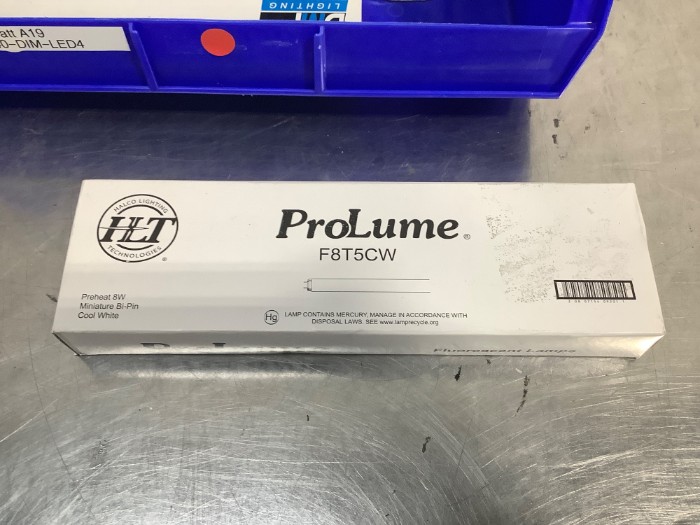 LIGHTING
att A19
D-DIM-LED4
HALCO LIGHTING
HLT
TECHNOLOGIES
®
ProLume®
F8T5CW
Preheat 8W
Miniature Bi-Pin
Cool White
Hg
LAMP CONTAINS MERCURY, MANAGE IN ACCORDANCE WITH
DISPOSAL LAWS. SEE www.lamprecycle.org
Fluorescent Lamps